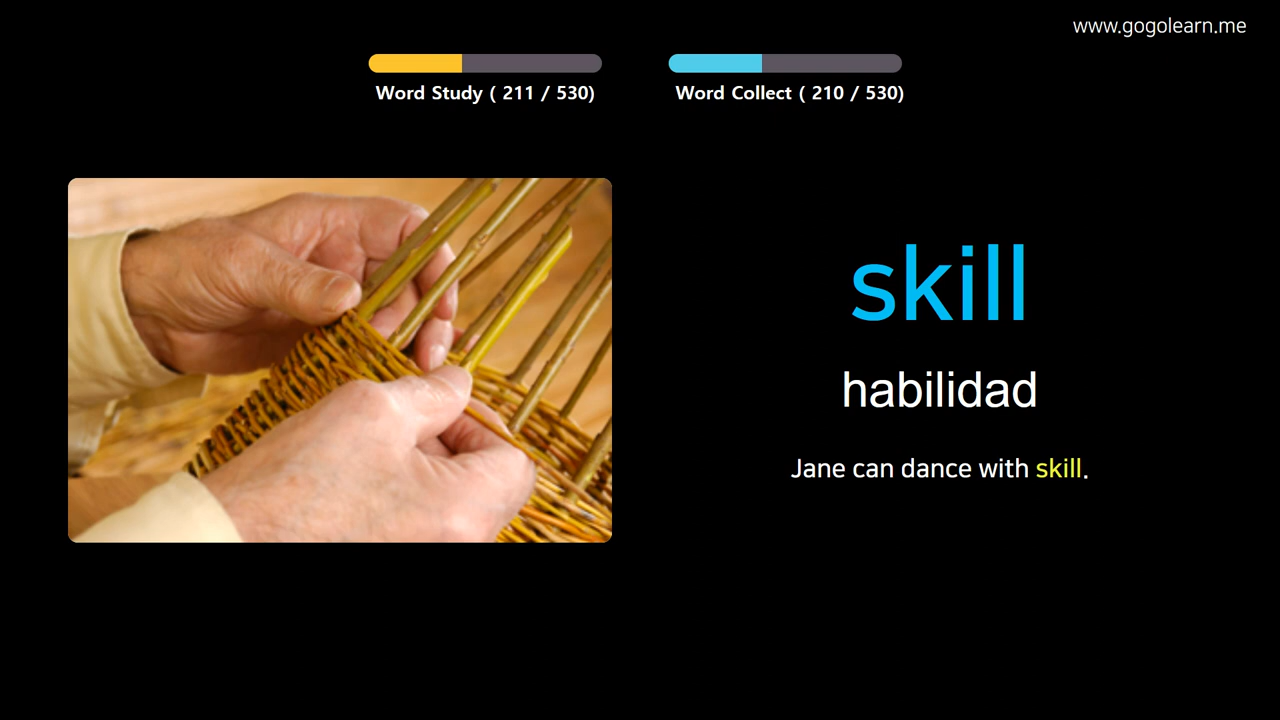 www.gogolearn.me
Word Study ( 211 / 530)
Word Collect ( 210 / 530)
skill
habilidad
Jane can dance with skill.